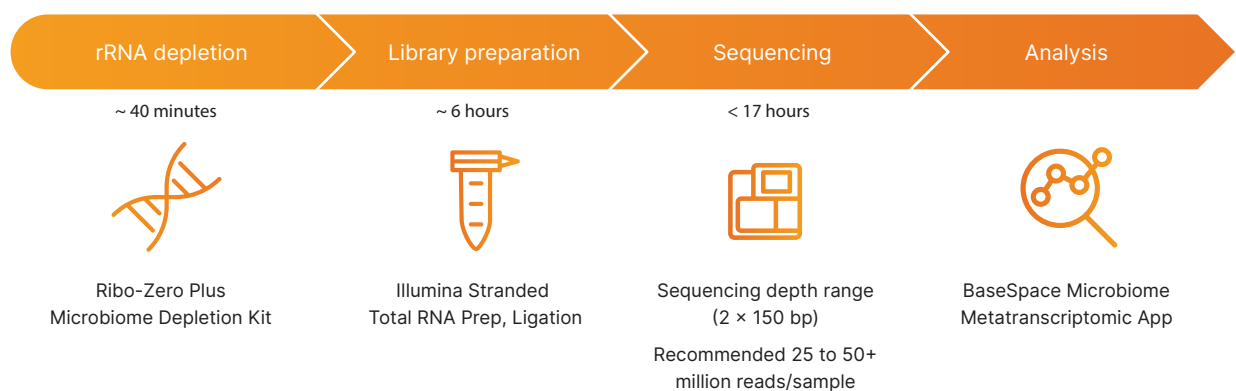 rRNA depletion
Library preparation
Sequencing
Analysis
~ 40 minutes
~ 6 hours
< 17 hours
Ribo-Zero Plus
Microbiome Depletion Kit
Illumina Stranded
Total RNA Prep, Ligation
Sequencing depth range
(2 × 150 bp)
Recommended 25 to 50+
million reads/sample
BaseSpace Microbiome
Metatranscriptomic App